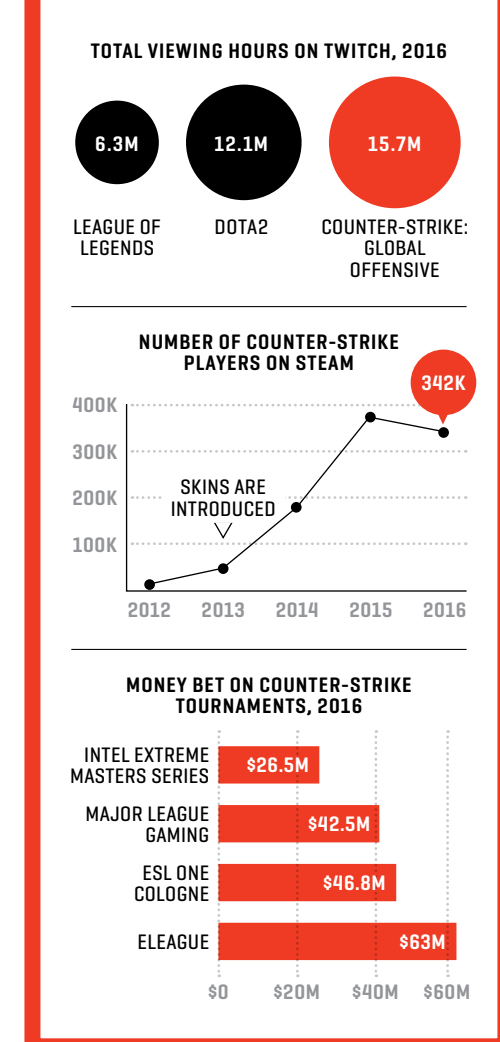 TOTAL VIEWING HOURS ON TWITCH, 2016
6.3M
12.1M
15.7M
LEAGUE OF
LEGENDS
DOTA2
COUNTER-STRIKE:
GLOBAL
OFFENSIVE
NUMBER OF COUNTER-STRIKE
PLAYERS ON STEAM
342K
400K
300K
200K
100K
SKINS ARE
INTRODUCED
2012 2013 2014 2015 2016
MONEY BET ON COUNTER-STRIKE
TOURNAMENTS, 2016
INTEL EXTREME
MASTERS SERIES
$26.5M
MAJOR LEAGUE
GAMING
$42.5M
ESL ONE
COLOGNE
$46.8M
ELEAGUE
$63M
$0 $20M $40M $60M